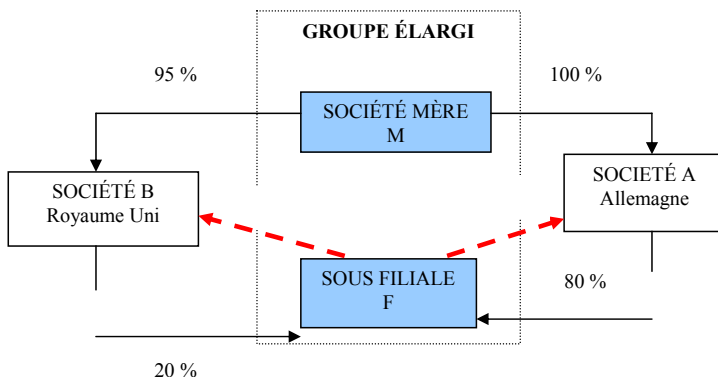 GROUPE ÉLARGI
95 %
100 %
SOCIÉTÉ MÈRE
M
SOCIÉTÉ B
Royaume Uni
SOCIETÉ A
Allemagne
SOUS FILIALE
F
80 %
20 %